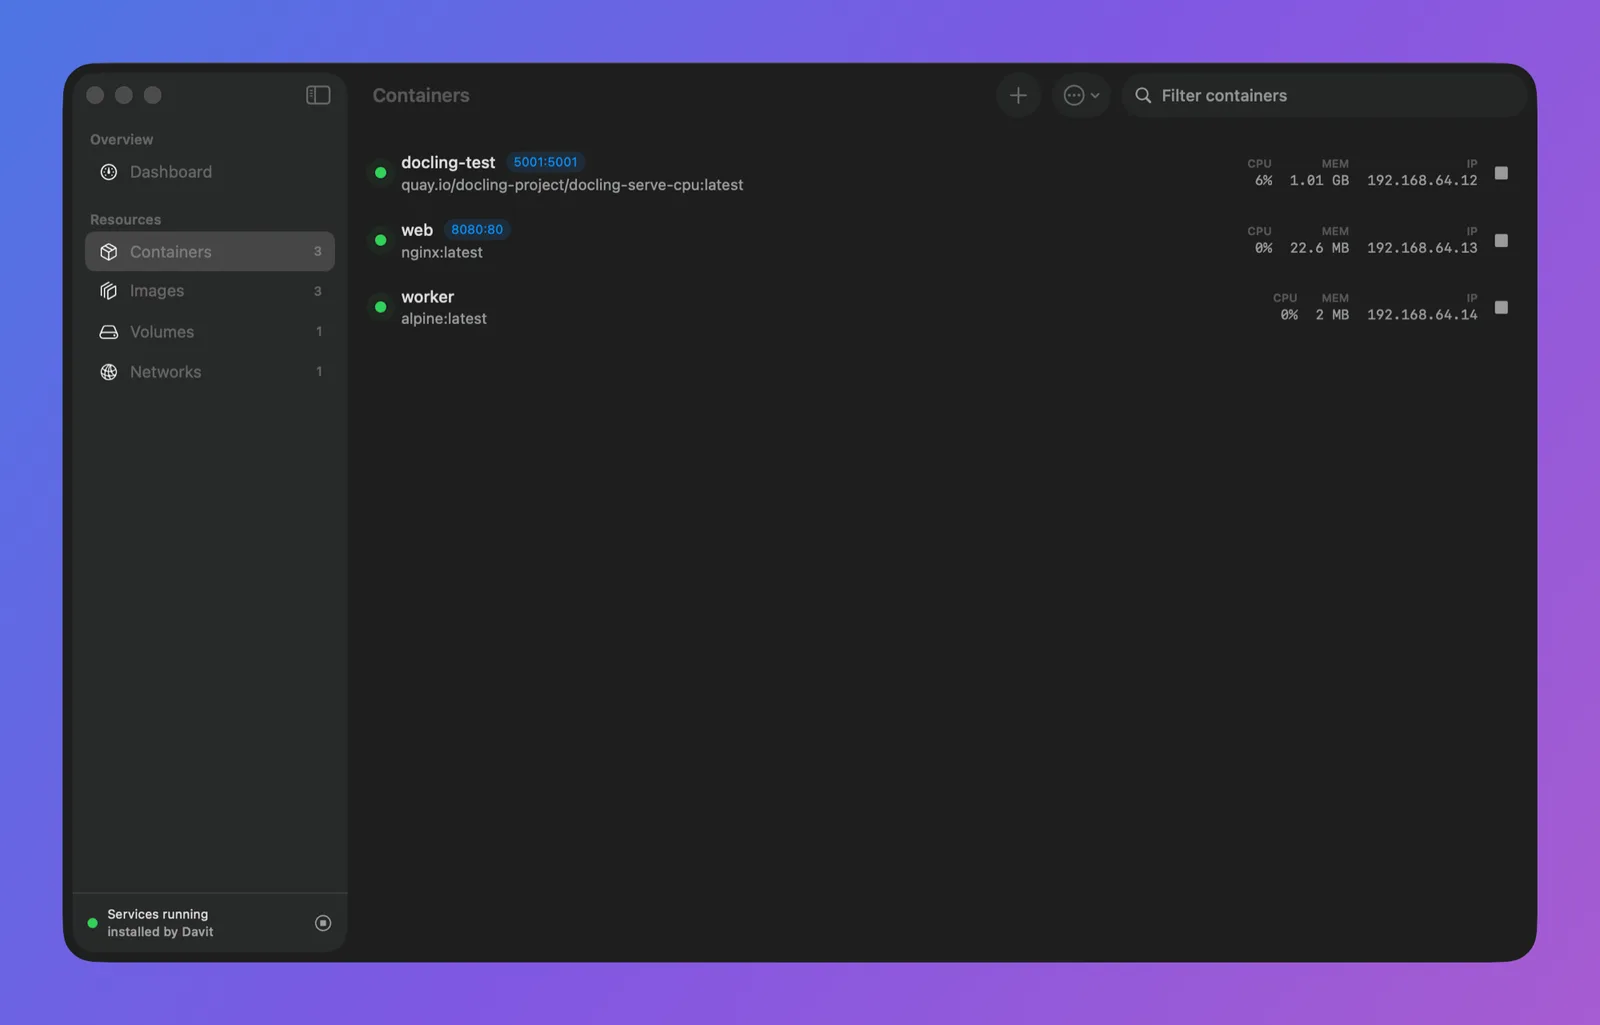 Containers
Filter containers
Overview
Dashboard
Resources
Containers 3
Images 3
Volumes 1
Networks 1
docling-test 5001:5001
quay.io/docling-project/docling-serve-cpu:latest
CPU MEM IP
6% 1.01 GB 192.168.64.12
web 8080:80
nginx:latest
CPU MEM IP
0% 22.6 MB 192.168.64.13
worker
alpine:latest
CPU MEM IP
0% 2 MB 192.168.64.14
Services running
installed by Davit